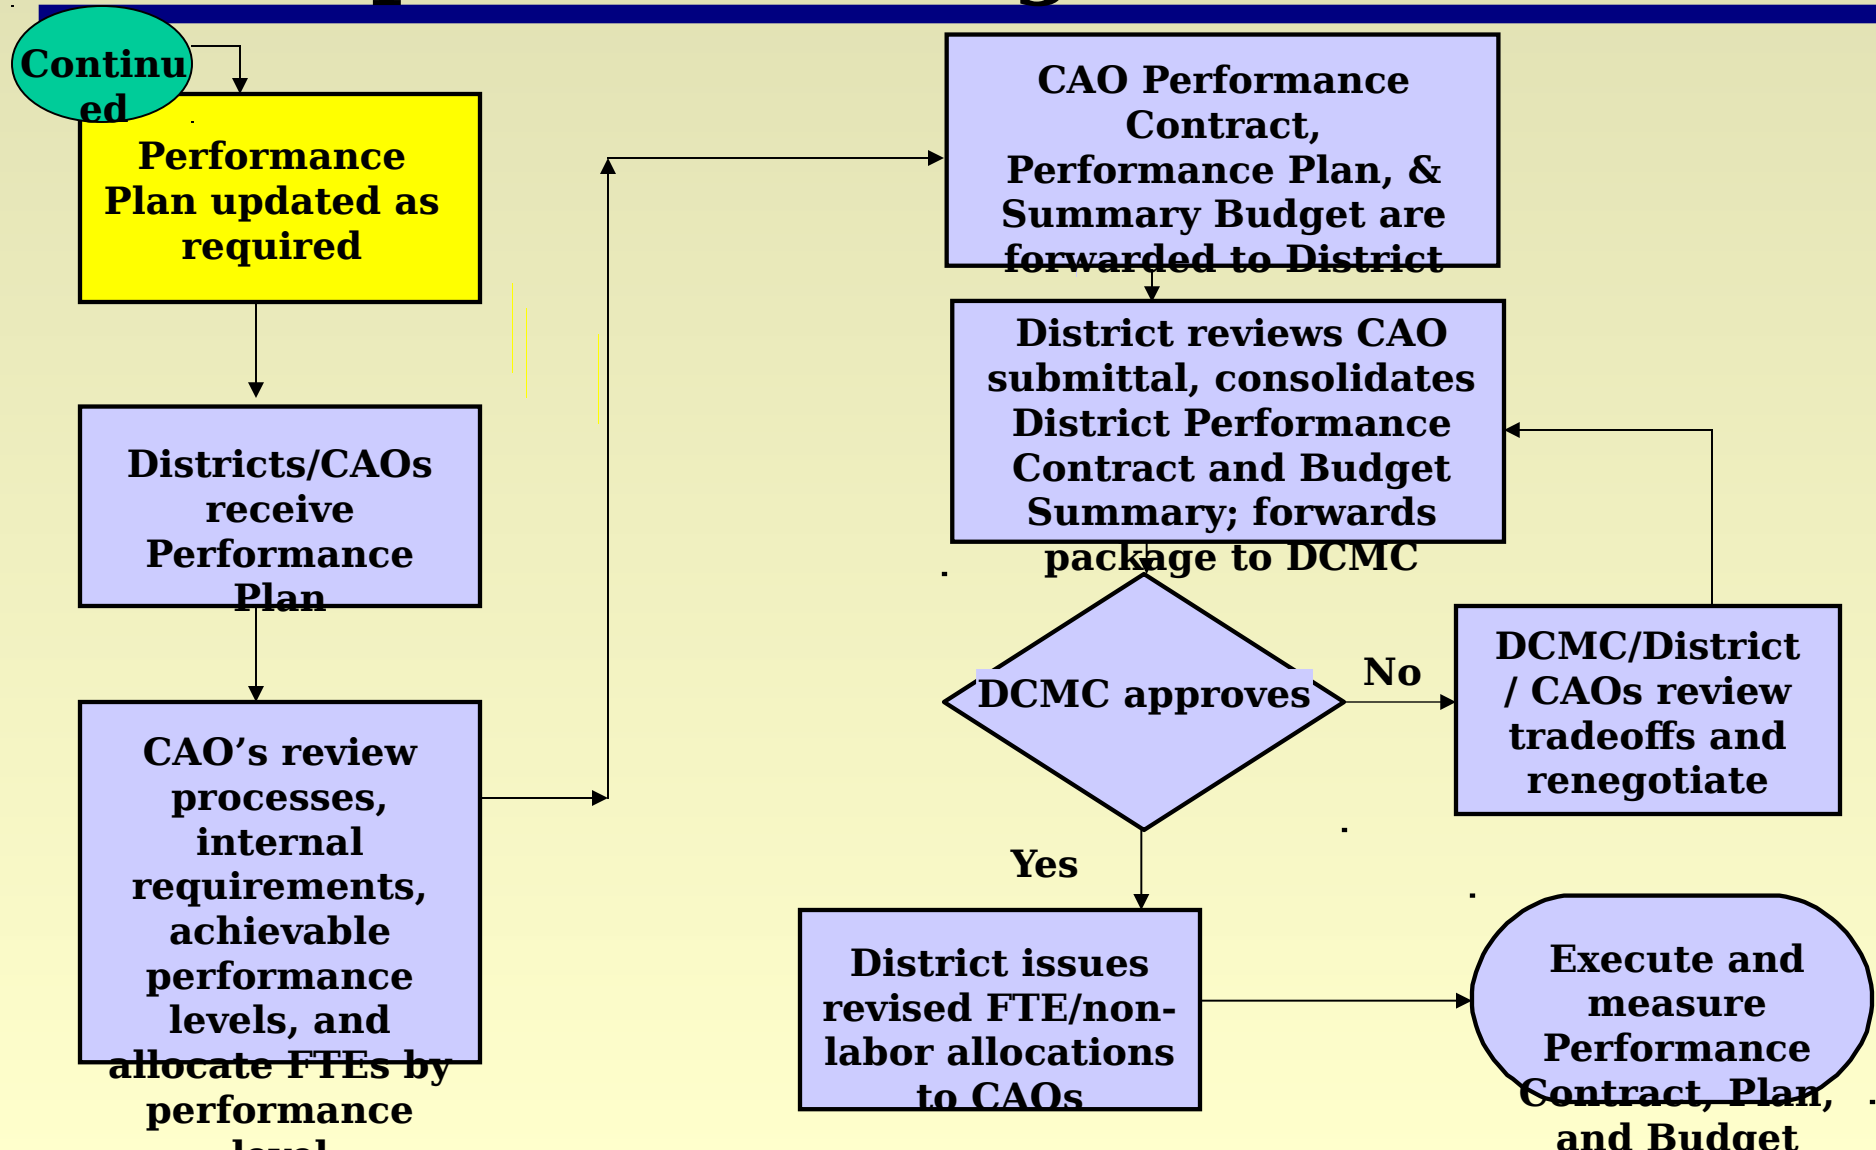 Continu
ed
Performance
Plan updated as
required
Districts/CAOs
receive
Performance
Plan
CAO’s review
processes,
internal
requirements,
achievable
performance
levels, and
allocate FTEs by
performance
level
CAO Performance
Contract,
Performance Plan, &
Summary Budget are
forwarded to District
District reviews CAO
submittal, consolidates
District Performance
Contract and Budget
Summary; forwards
package to DCMC
DCMC approves
No
DCMC/District
/ CAOs review
tradeoffs and
renegotiate
Yes
District issues
revised FTE/non-
labor allocations
to CAOs
Execute and
measure
Performance
Contract, Plan,
and Budget